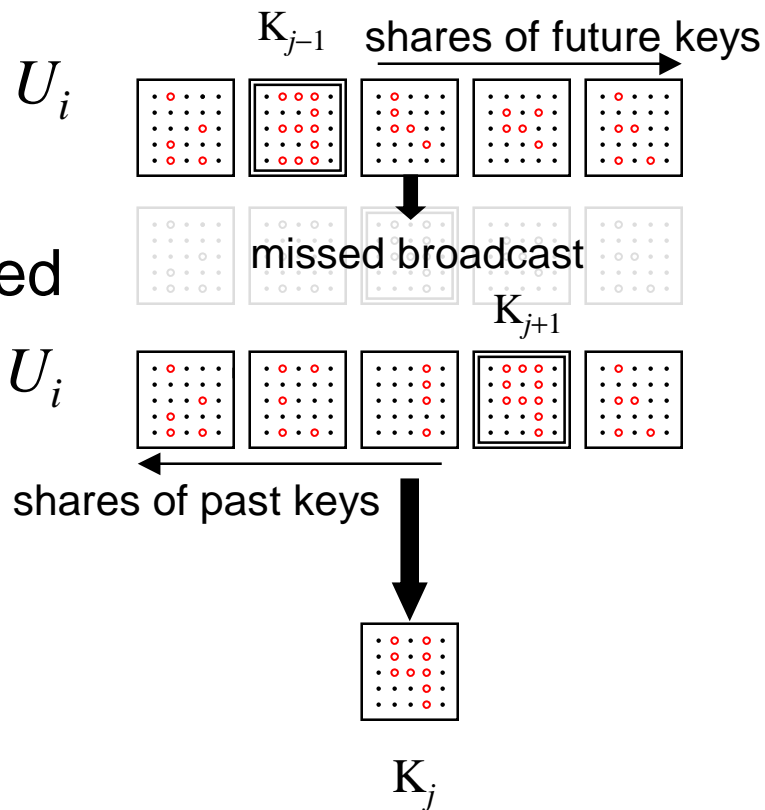 K_{j−1}
shares of future keys
U_i
missed broadcast
ed
K_{j+1}
U_i
shares of past keys
K_j